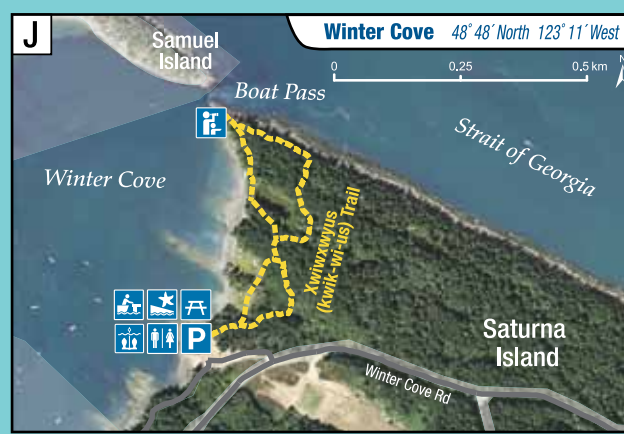 J
Winter Cove 48° 48´ North 123° 11´ West
0 0.25 0.5 km
N
Samuel
Island
Boat Pass
Strait of Georgia
Winter Cove
Xwiwxwyus
(kwik-wi-us) Trail
P
Saturna
Island
Winter Cove Rd